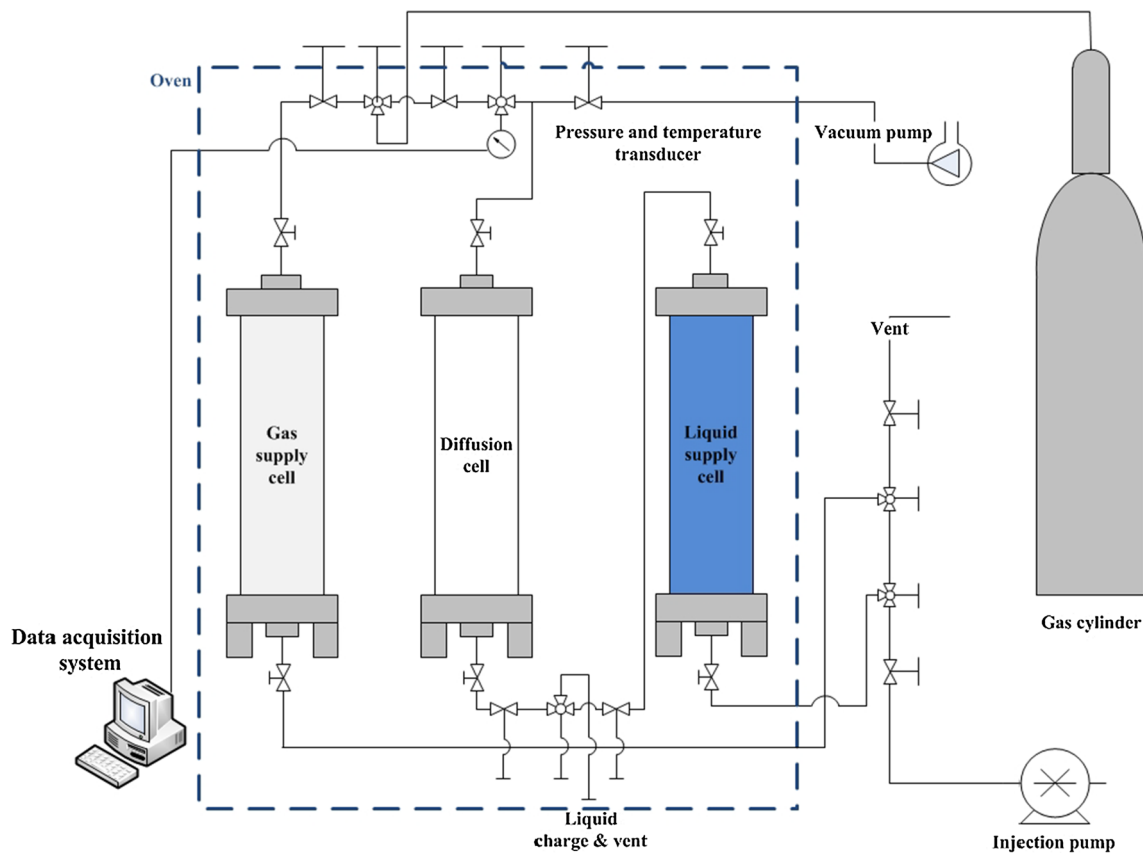 Oven
Pressure and temperature
transducer
Vacuum pump
Vent
Gas
supply
cell
Diffusion
cell
Liquid
supply
cell
Gas cylinder
Data acquisition
system
Liquid
charge & vent
Injection pump